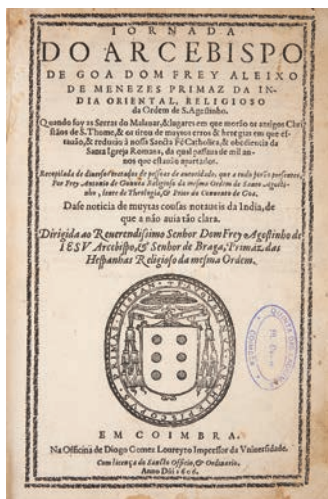 IORNADA
DO ARCEBISPO
DE GOA DOM FREY ALEIXO
DE MENEZES PRIMAZ DA IN-
DIA ORIENTAL, RELIGIOSO
da Ordem de S. Agostinho.
Quando foy as Serras do Malauar, & lugares em que morão os antigos Chri
stãos de S. Thome, & os tirou de muytos erros & heregias em que es-
tauão, & reduzio à nossa Sancta Fè Catholica, & obediencia da
Santa Igreja Romana, da qual passaua de mil an-
nos que estauão apartados.
Recopilada de diuersos tratados de pessoas de autoridade, que a tudo forão presentes,
Por Frey Antonio de Gouuea Religioso da mesma Ordem de Santo Agosti-
nho, lente de Theologia, & Prior do Conuento de Goa.
Dase noticia de muytas cousas notaueis da India, de
que a não auia tão clara.
Dirigida ao Reuerendissimo Senhor Dom Frey Agostinho de
IESV Arcebispo, & Senhor de Braga, Primaz das
Hespanhas Religioso da mesma Ordem.
EM COIMBRA.
Na Officina de Diogo Gomez Loureyro Impressor da Vniuersidade.
Com licença do Sancto Officio, & Ordinario.
Anno Dñi 1606.